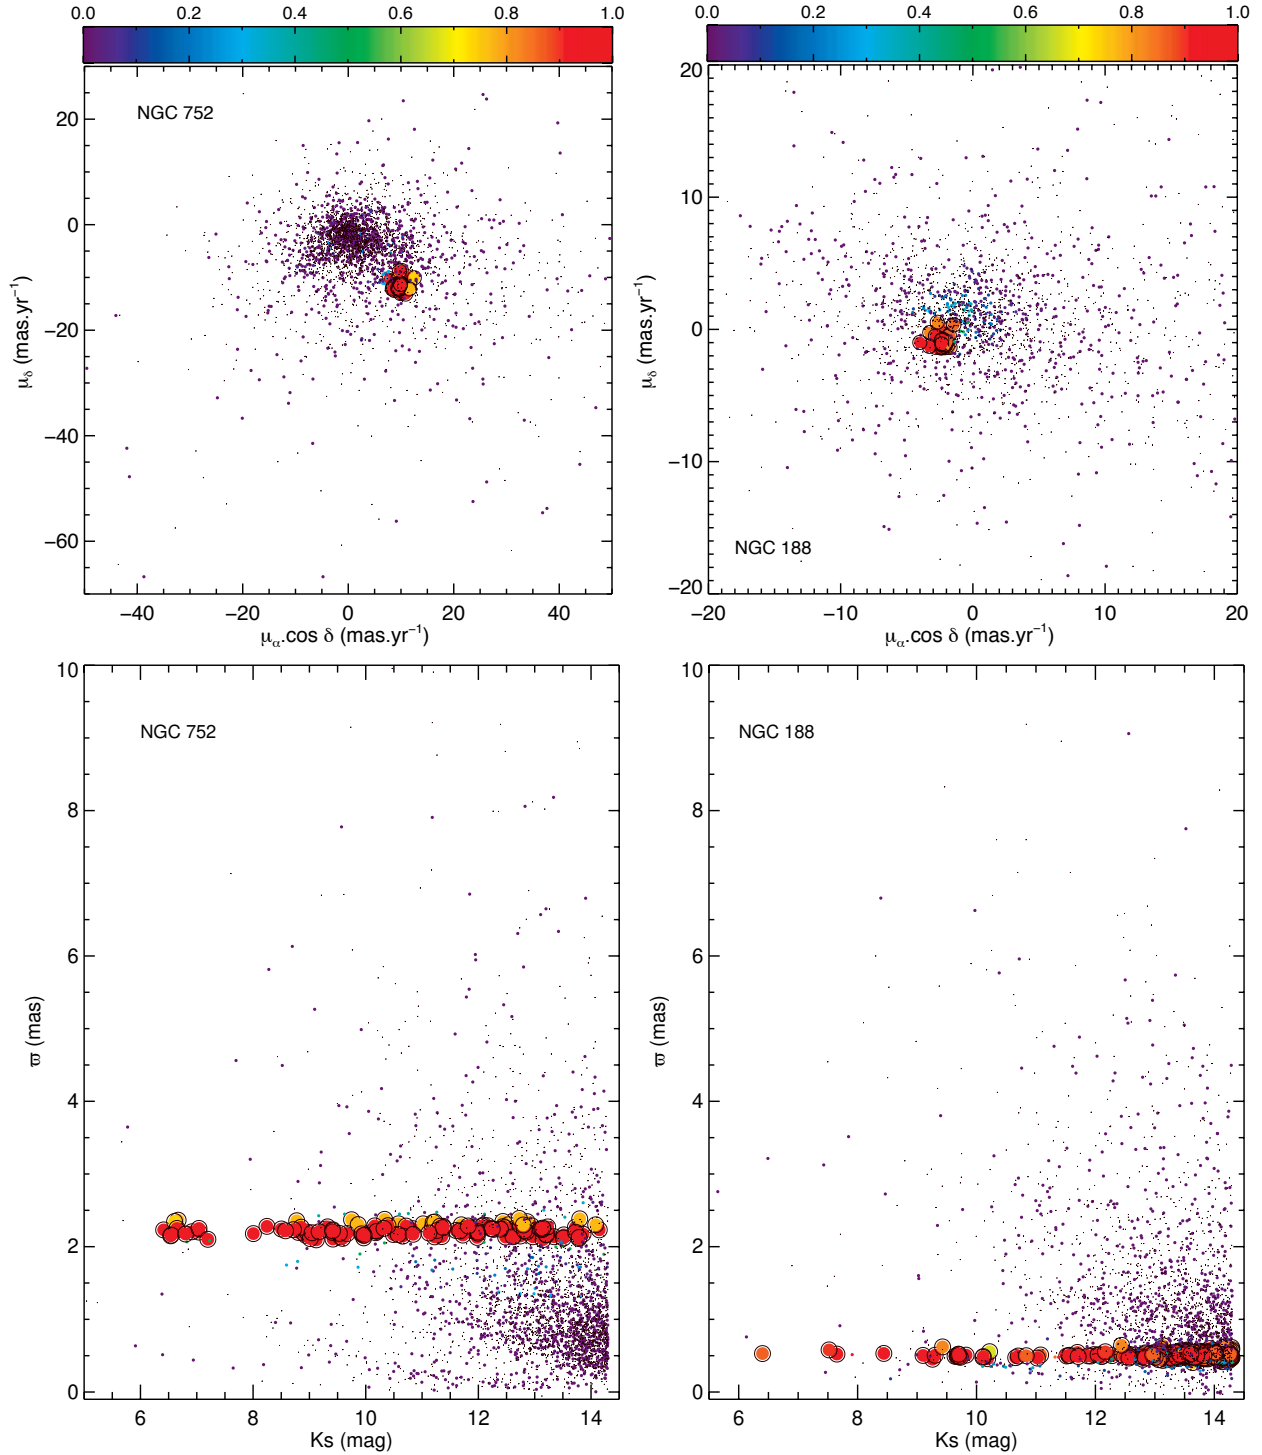 0.0 0.2 0.4 0.6 0.8 1.0
0.0 0.2 0.4 0.6 0.8 1.0
NGC 752
20
0
−20
−40
−60
μδ (mas.yr⁻¹)
−40 −20 0 20 40
μα.cos δ (mas.yr⁻¹)
20
10
0
−10
−20
μδ (mas.yr⁻¹)
NGC 188
−20 −10 0 10 20
μα.cos δ (mas.yr⁻¹)
10
8
6
4
2
0
ϖ (mas)
NGC 752
6 8 10 12 14
Ks (mag)
10
8
6
4
2
0
ϖ (mas)
NGC 188
6 8 10 12 14
Ks (mag)